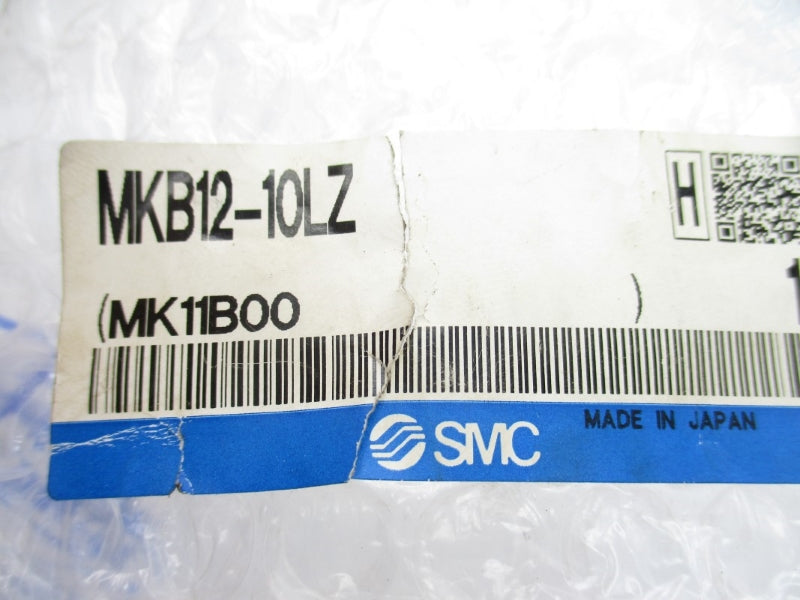 MKB12-10LZ
H
(MK11B00 )
SMC
MADE IN JAPAN